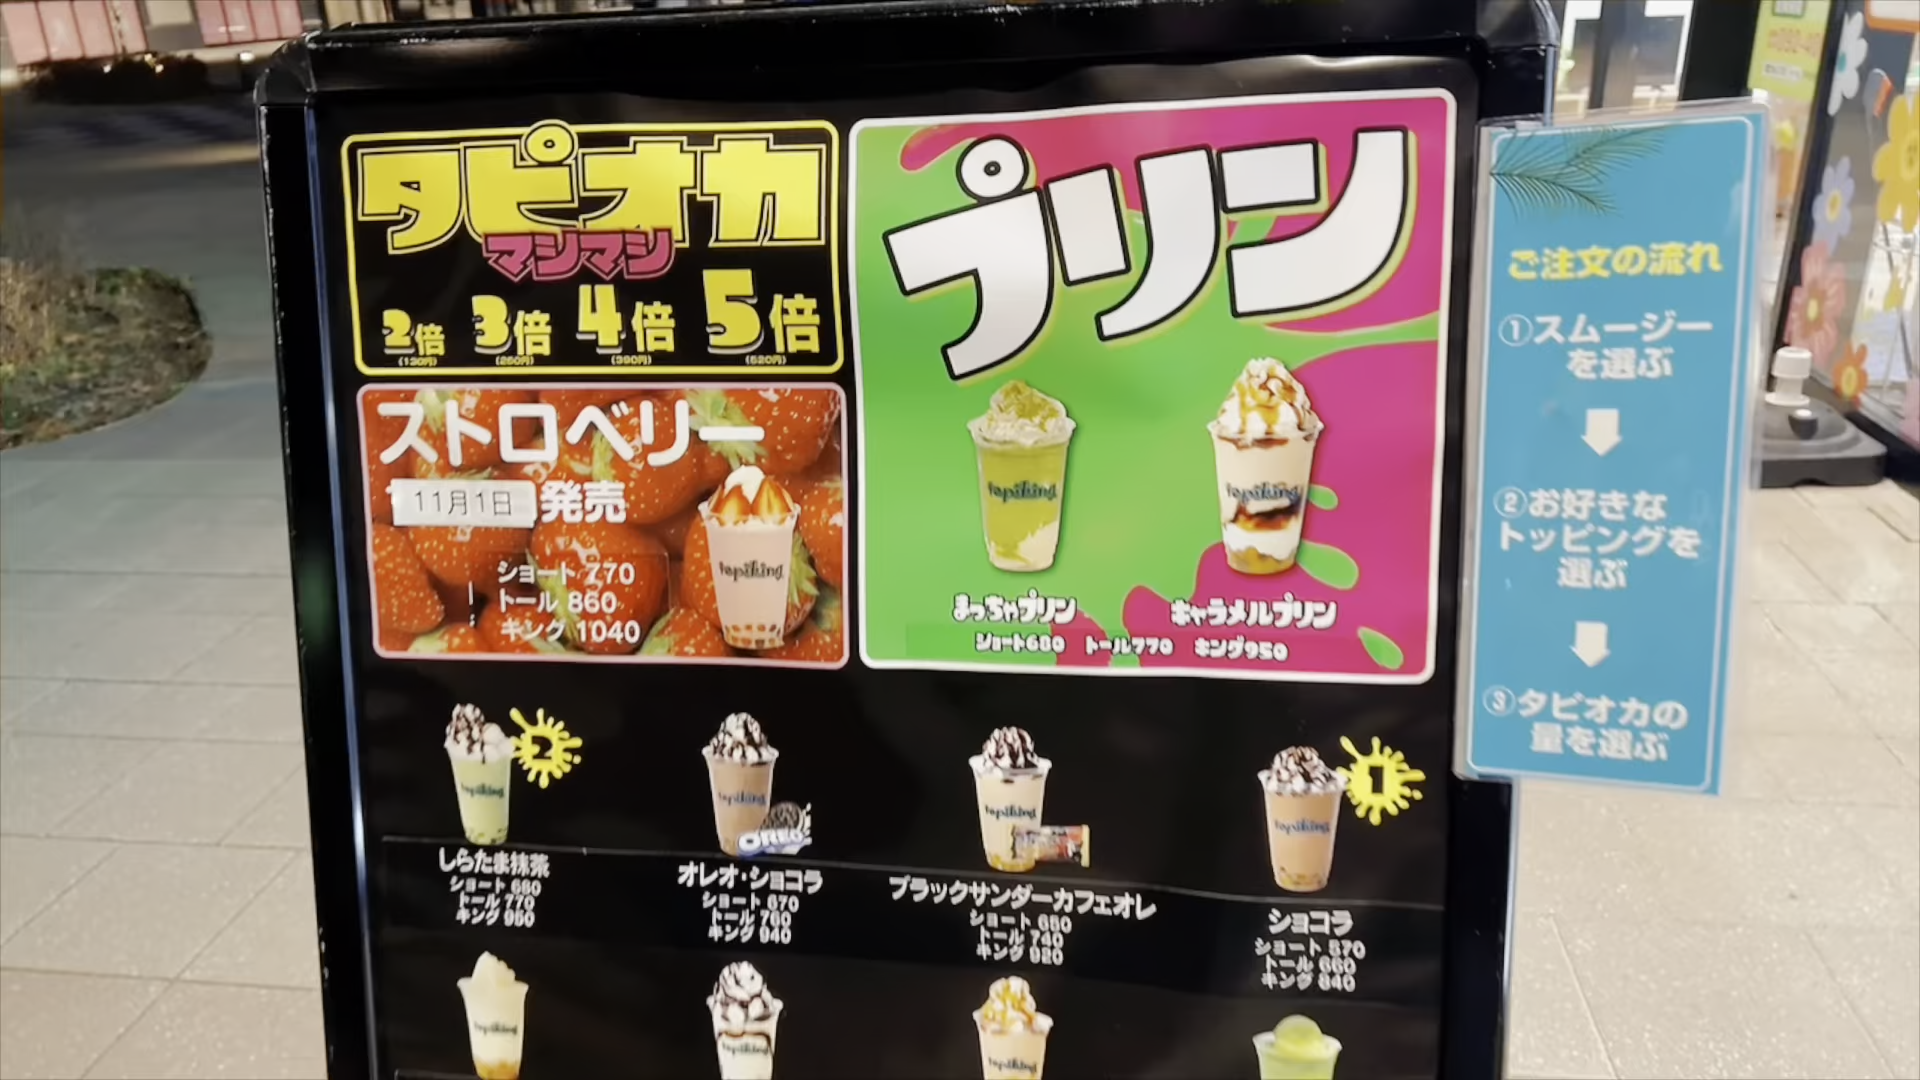 タピオカ
マシマシ
2倍 3倍 4倍 5倍
(130円) (260円) (390円) (520円)
ストロベリー
11月1日 発売
ショート 770
トール 860
キング 1040
tapiking
プリン
tapiking
tapiking
まっちゃプリン キャラメルプリン
ショート680 トール770 キング950
ご注文の流れ
①スムージー
を選ぶ
②お好きな
トッピングを
選ぶ
③タピオカの
量を選ぶ
2
tapiking
しらたま抹茶
ショート 680
トール 770
キング 950
tapiking
OREO
オレオ・ショコラ
ショート 670
トール 760
キング 940
tapiking
ブラックサンダーカフェオレ
ショート 650
トール 740
キング 920
1
tapiking
ショコラ
ショート 570
トール 660
キング 840
tapiking
tapiking
tapiking